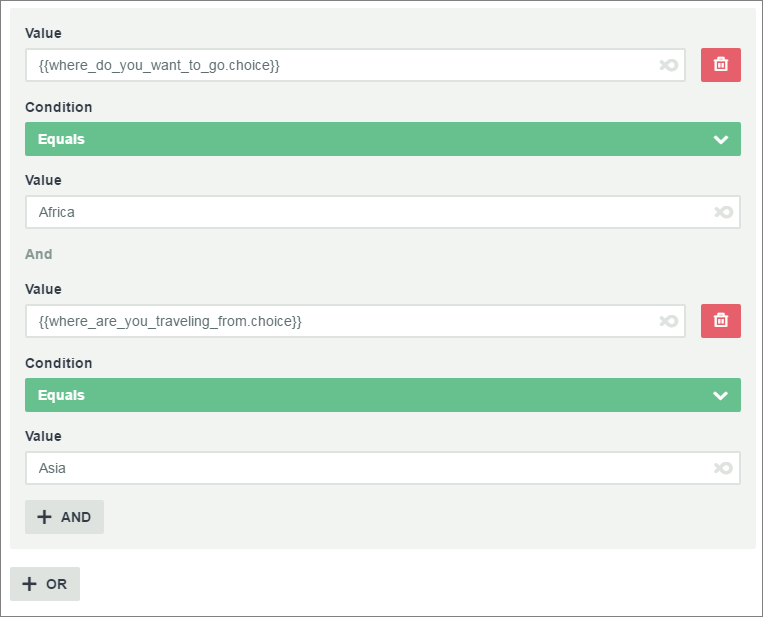 Value
{{where_do_you_want_to_go.choice}}
Condition
Equals
Value
Africa
And
Value
{{where_are_you_traveling_from.choice}}
Condition
Equals
Value
Asia
+ AND
+ OR